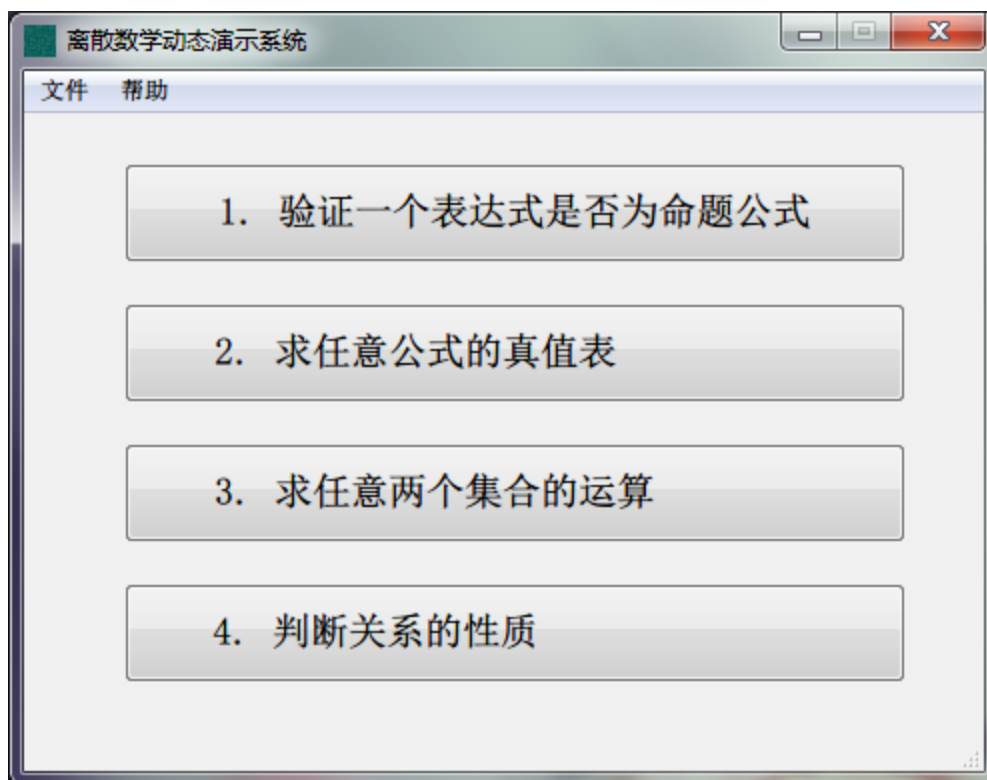 离散数学动态演示系统
文件 帮助
1. 验证一个表达式是否为命题公式
2. 求任意公式的真值表
3. 求任意两个集合的运算
4. 判断关系的性质